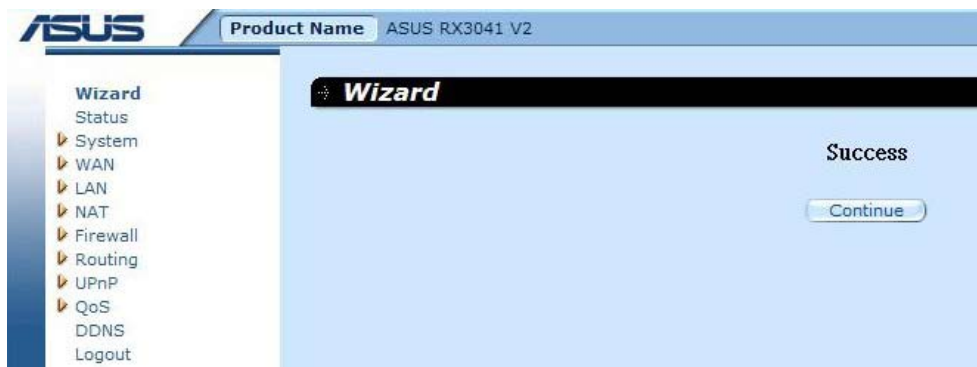 ASUS
Product Name ASUS RX3041 V2
Wizard
Status
System
WAN
LAN
NAT
Firewall
Routing
UPnP
QoS
DDNS
Logout
Wizard
Success
Continue